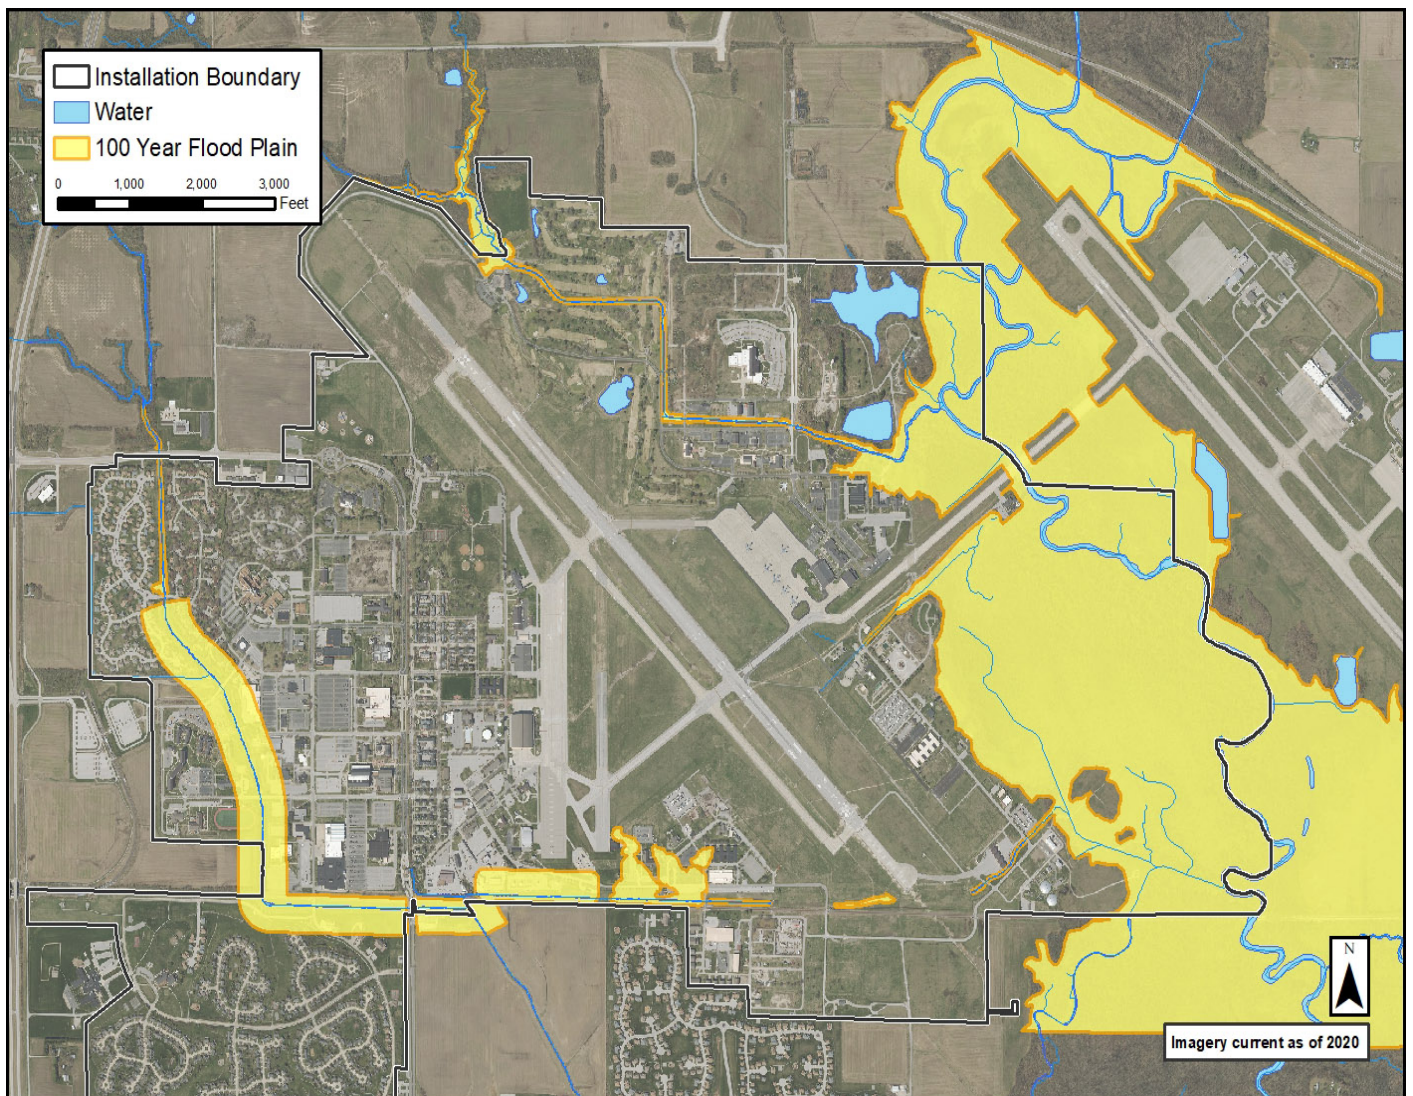 Installation Boundary
Water
100 Year Flood Plain
0 1,000 2,000 3,000
Feet
N
Imagery current as of 2020